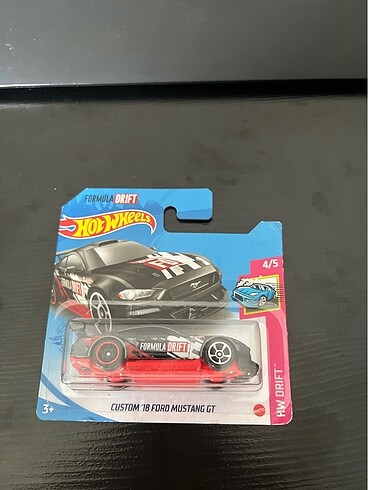 FORMULA DRIFT
HOT WHEELS
4/5
FORMULA DRIFT
HW DRIFT
CUSTOM '18 FORD MUSTANG GT
3+